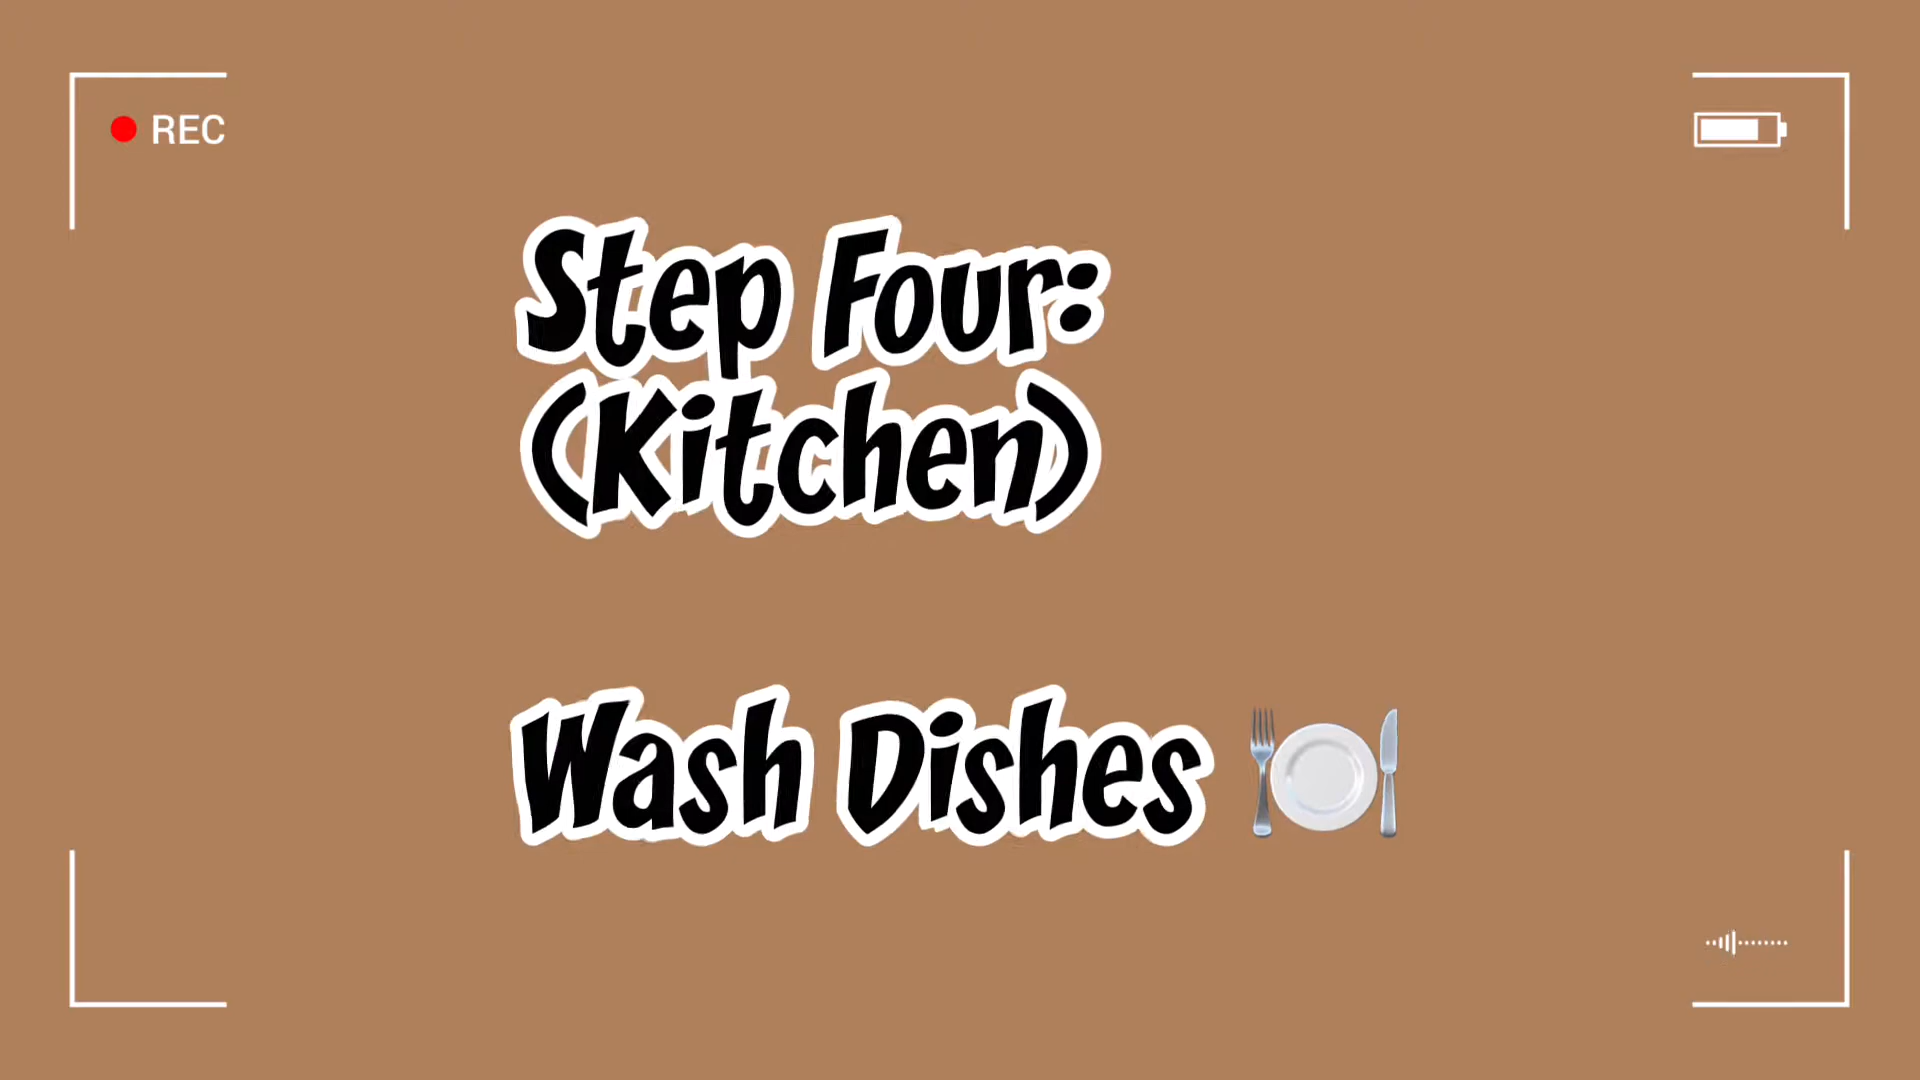 REC
Step Four:
(Kitchen)
Wash Dishes 🍽️